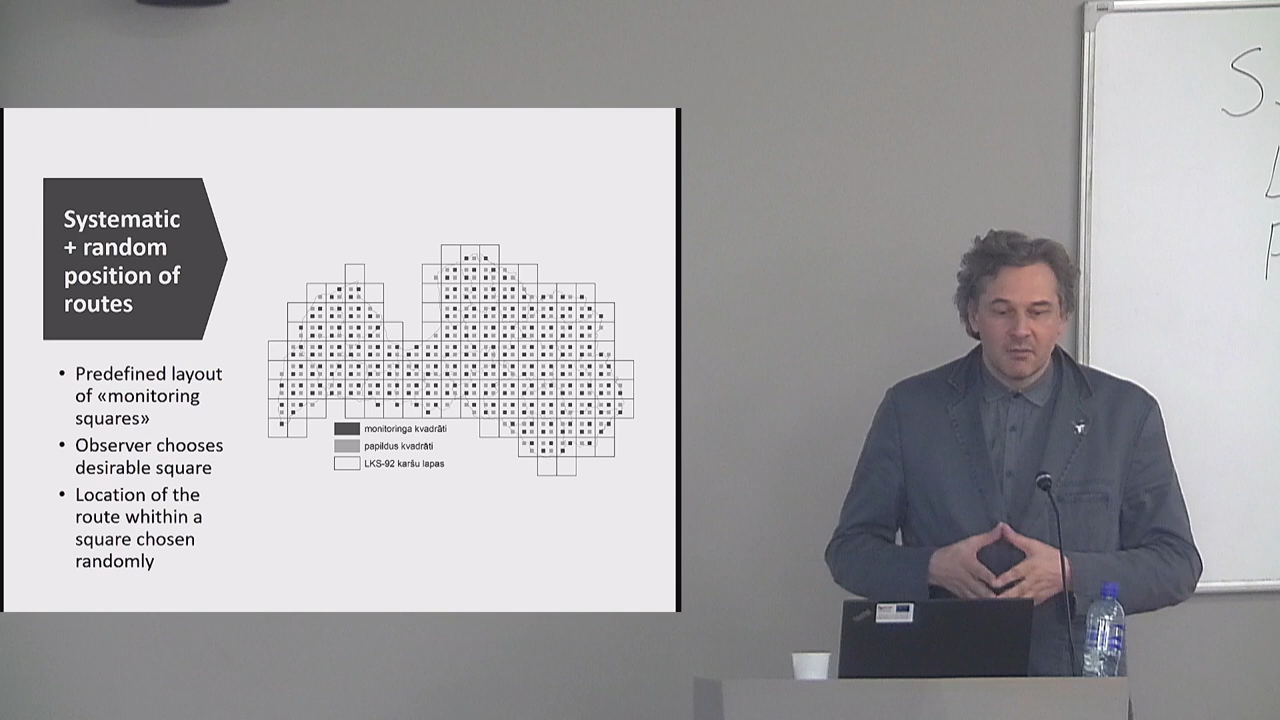 Systematic
+ random
position of
routes
• Predefined layout
of «monitoring
squares»
• Observer chooses
desirable square
• Location of the
route whithin a
square chosen
randomly
monitoringa kvadrāti
papildus kvadrāti
LKS-92 karšu lapas
S